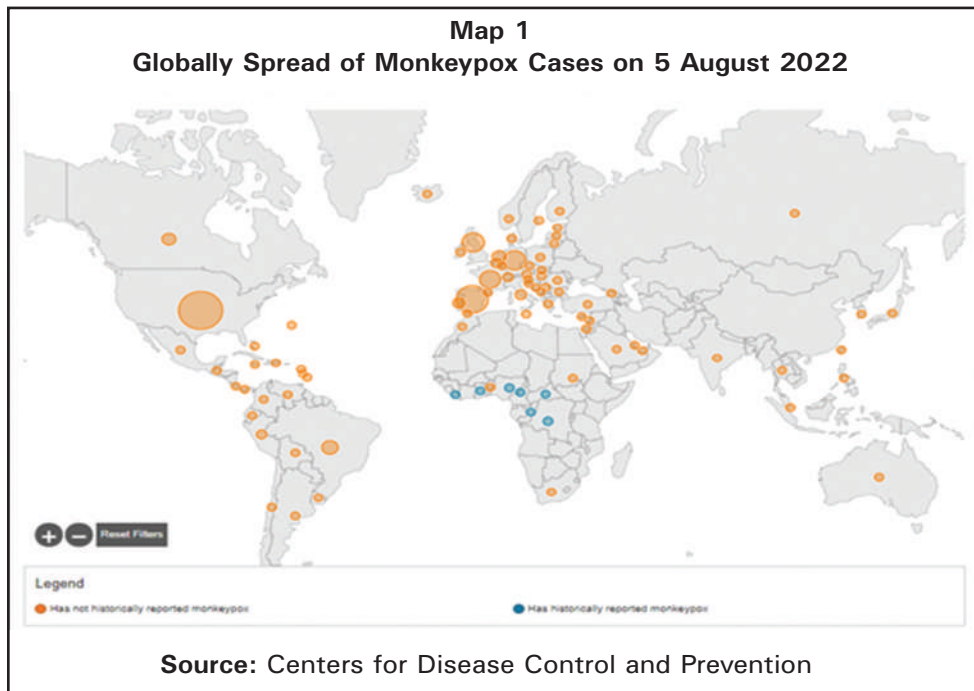 Map 1
Globally Spread of Monkeypox Cases on 5 August 2022
Reset Filters
Legend
Has not historically reported monkeypox
Has historically reported monkeypox
Source: Centers for Disease Control and Prevention